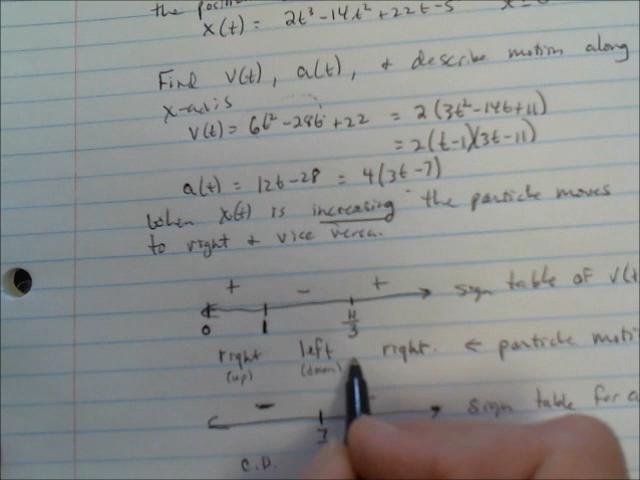 the
x(t) = 2t³-14t²+22t-5
Find v(t), a(t), & describe motion along
x-axis
v(t) = 6t²-28t+22 = 2(3t²-14t+11)
= 2(t-1)(3t-11)
a(t) = 12t-28 = 4(3t-7)
When x(t) is increasing the particle moves
to right & vice versa.
+ - +
sign table of v(t
0 1 11/3
right left right. ← particle
(up) (down)
- sign table for a
7
C.D.